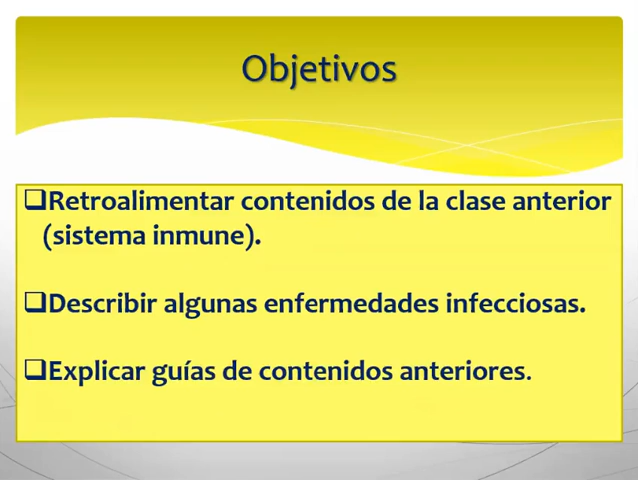 Objetivos
❑Retroalimentar contenidos de la clase anterior
(sistema inmune).
❑Describir algunas enfermedades infecciosas.
❑Explicar guías de contenidos anteriores.